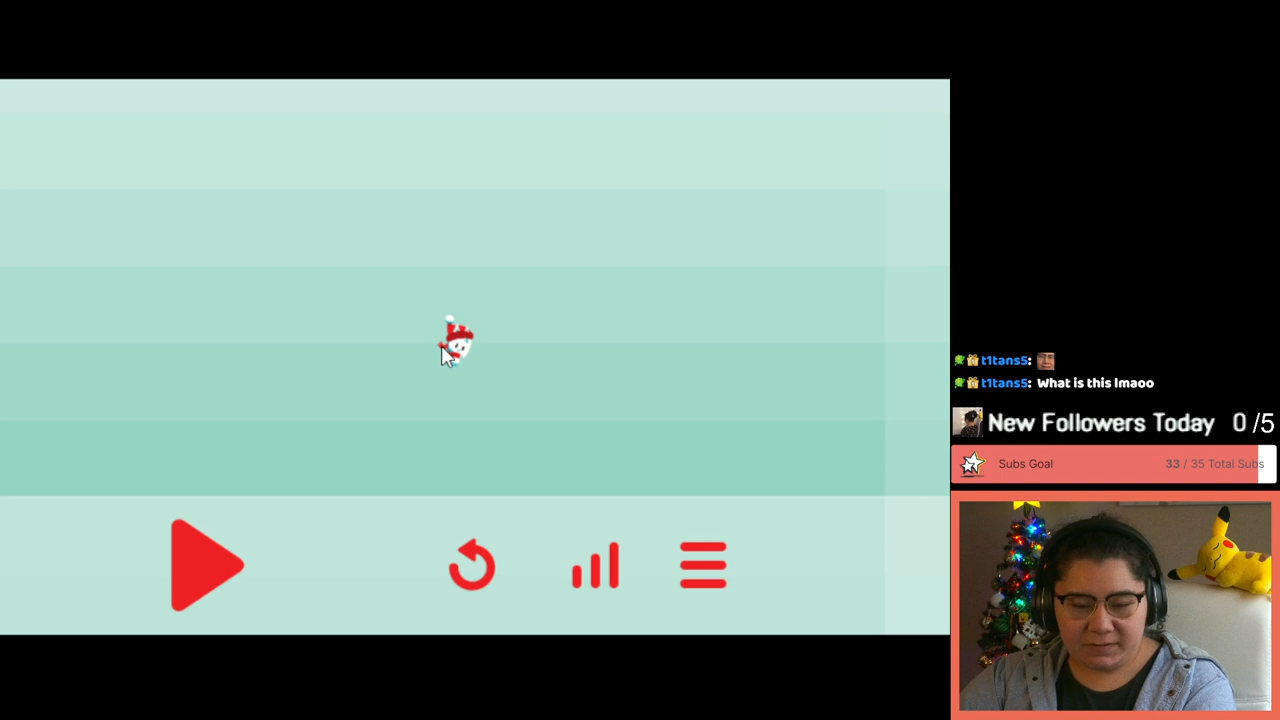 t1tans5:
t1tans5: What is this lmaoo
New Followers Today 0 /5
Subs Goal 33 / 35 Total Subs